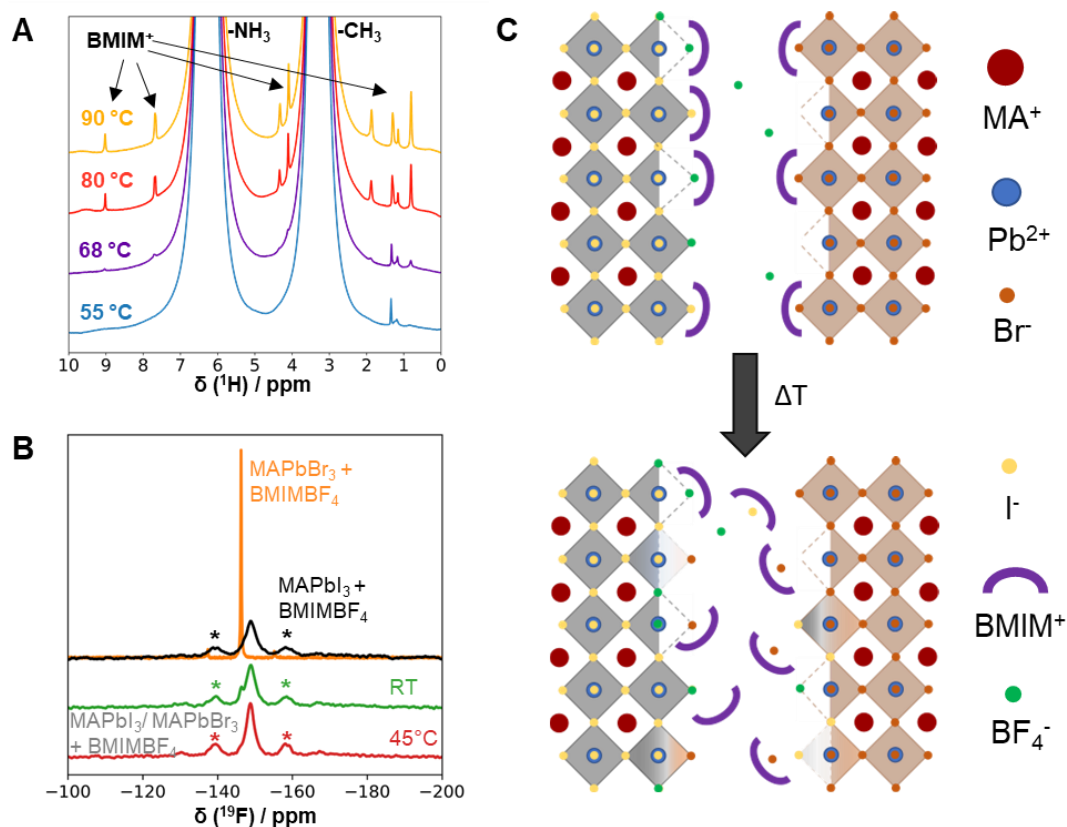 A
BMIM⁺
-NH₃
-CH₃
90 °C
80 °C
68 °C
55 °C
10 9 8 7 6 5 4 3 2 1 0
δ (¹H) / ppm
B
MAPbBr₃ +
BMIMBF₄
MAPbI₃ +
BMIMBF₄
* *
* *
RT
MAPbI₃/ MAPbBr₃
+ BMIMBF₄
* *
45°C
−100 −120 −140 −160 −180 −200
δ (¹⁹F) / ppm
C
MA⁺
Pb²⁺
Br⁻
ΔT
I⁻
BMIM⁺
BF₄⁻